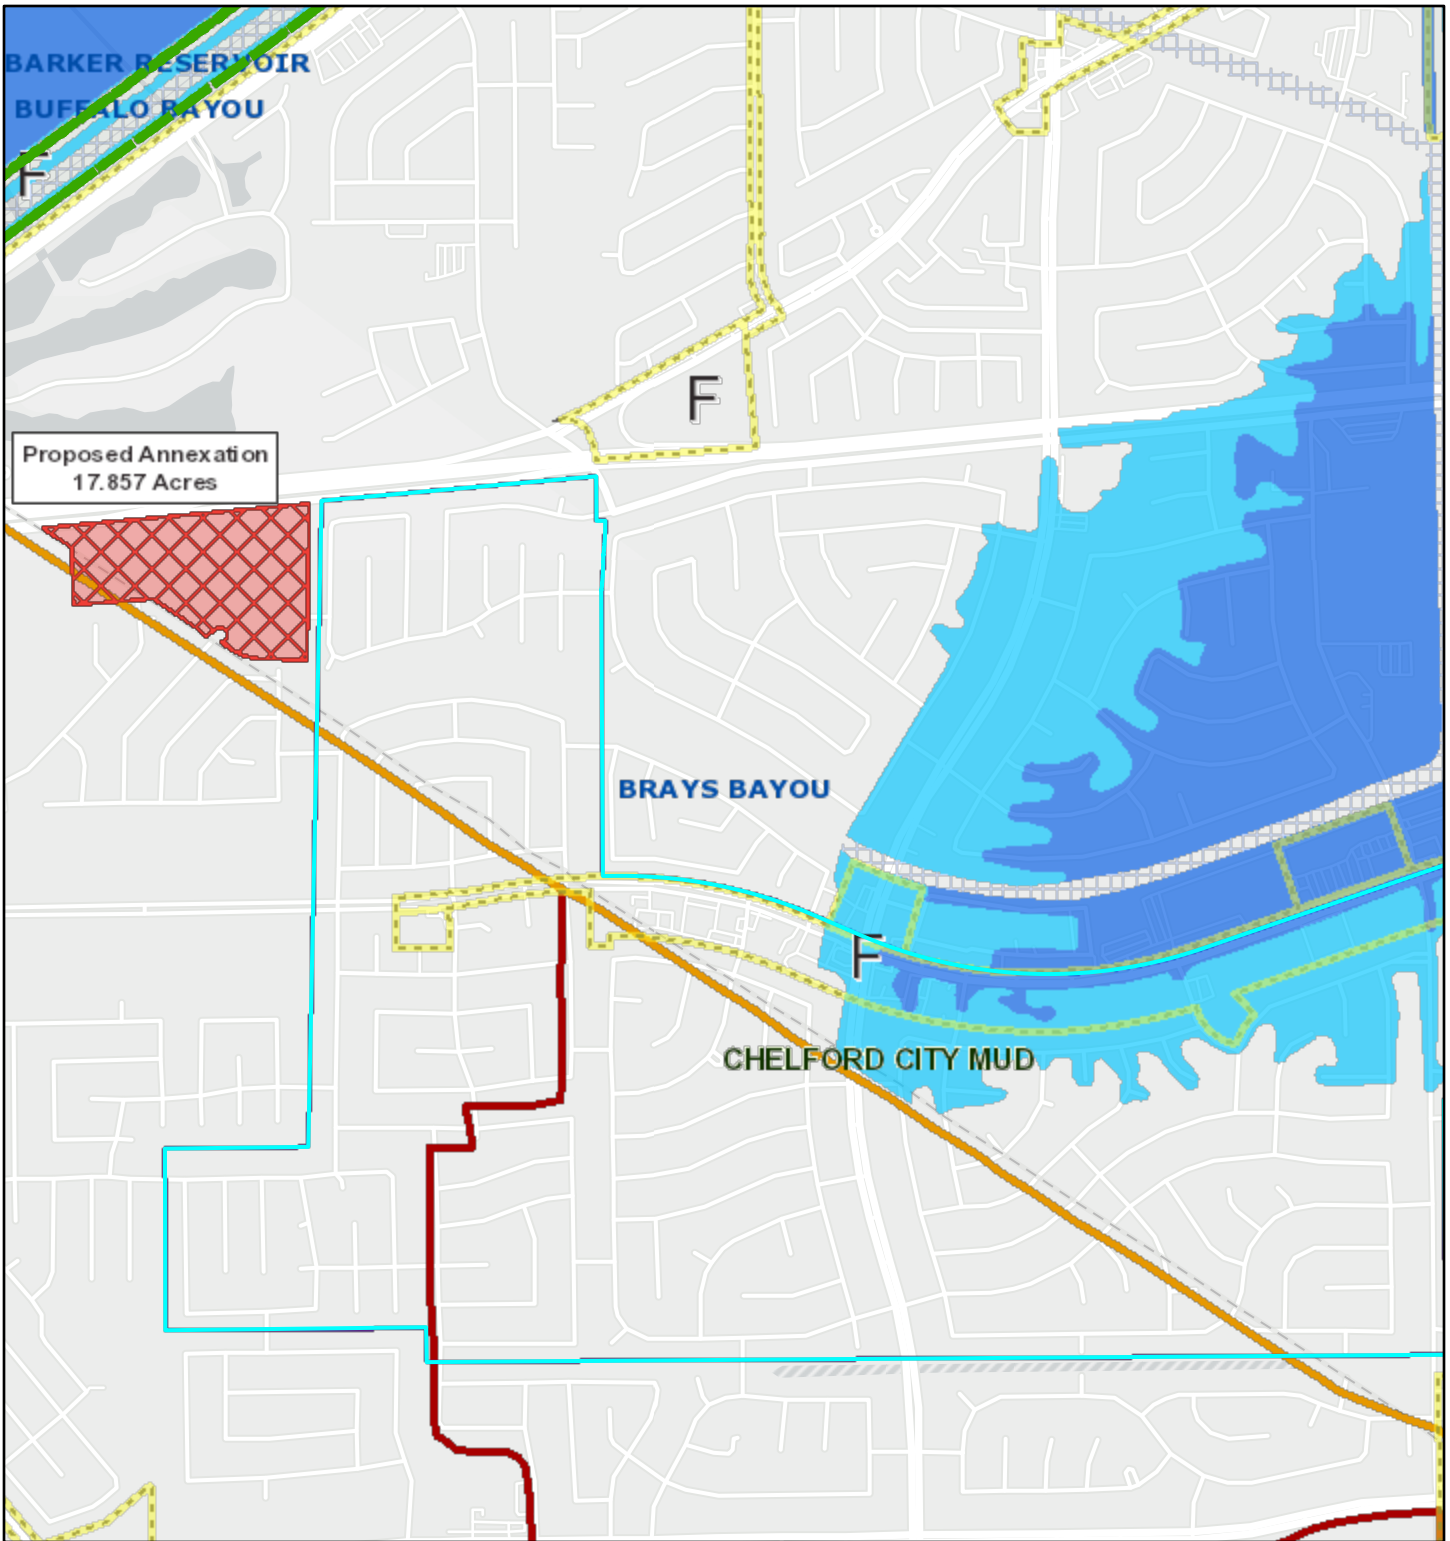 BARKER RESERVOIR
BUFFALO BAYOU
F
F
Proposed Annexation
17.857 Acres
BRAYS BAYOU
F
CHELFORD CITY MUD